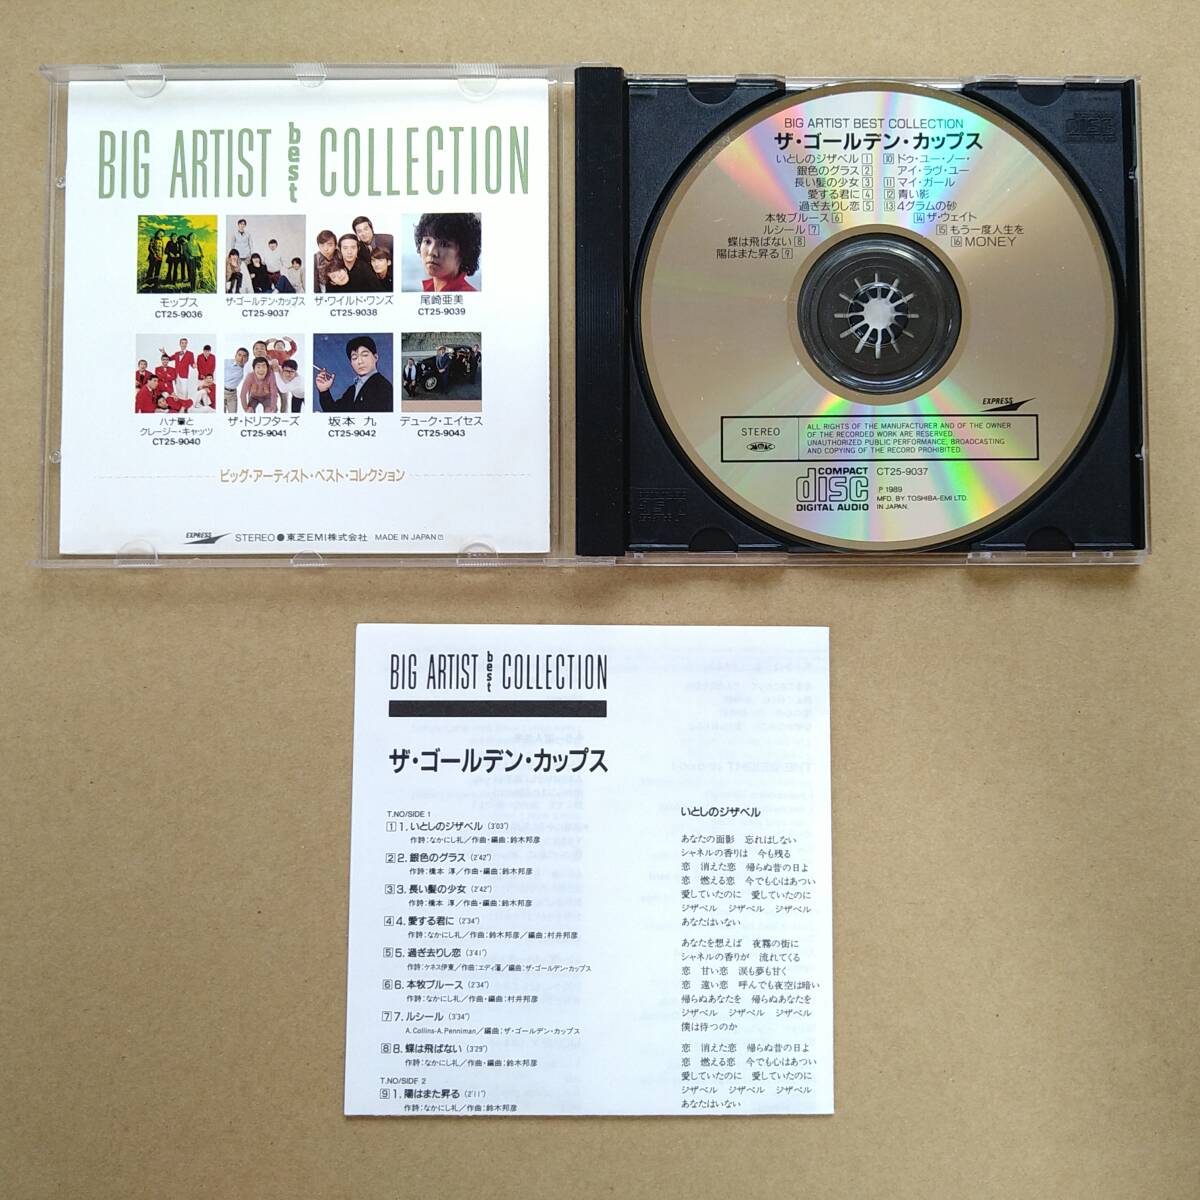 BIG ARTIST best COLLECTION
モップス
CT25-9036
ザ・ゴールデン・カップス
CT25-9037
ザ・ワイルド・ワンズ
CT25-9038
尾崎亜美
CT25-9039
ハナ肇と
クレージー・キャッツ
CT25-9040
ザ・ドリフターズ
CT25-9041
坂本 九
CT25-9042
デューク・エイセス
CT25-9043
ビッグ・アーティスト・ベスト・コレクション
EXPRESS STEREO●東芝EMI株式会社 MADE IN JAPAN
BIG ARTIST BEST COLLECTION
ザ・ゴールデン・カップス
いとしのジザベル 1
銀色のグラス 2
長い髪の少女 3
愛する君に 4
過ぎ去りし恋 5
本牧ブルース 6
ルシール 7
蝶は飛ばない 8
陽はまた昇る 9
10 ドゥ・ユー・ノー・
アイ・ラヴ・ユー
11 マイ・ガール
12 青い影
13 4グラムの砂
14 ザ・ウェイト
15 もう一度人生を
16 MONEY
EXPRESS
STEREO
ALL RIGHTS OF THE MANUFACTURER AND OF THE OWNER
OF THE RECORDED WORK ARE RESERVED.
UNAUTHORIZED PUBLIC PERFORMANCE, BROADCASTING
AND COPYING OF THE RECORD PROHIBITED.
COMPACT
disc
DIGITAL AUDIO
CT25-9037
℗ 1989
MFD. BY TOSHIBA-EMI LTD.
IN JAPAN.
BIG ARTIST best COLLECTION
ザ・ゴールデン・カップス
T.NO/SIDE 1
1 1. いとしのジザベル (3'03")
作詩:なかにし礼/作曲・編曲:鈴木邦彦
2 2. 銀色のグラス (2'42")
作詩:橋本 淳/作曲・編曲:鈴木邦彦
3 3. 長い髪の少女 (2'42")
作詩:橋本 淳/作曲・編曲:鈴木邦彦
4 4. 愛する君に (2'34")
作詩:なかにし礼/作曲:鈴木邦彦/編曲:村井邦彦
5 5. 過ぎ去りし恋 (3'41")
作詩:ケネス伊東/作曲:エディ藩/編曲:ザ・ゴールデン・カップス
6 6. 本牧ブルース (2'34")
作詩:なかにし礼/作曲・編曲:村井邦彦
7 7. ルシール (3'34")
A.Collins-A.Penniman/編曲:ザ・ゴールデン・カップス
8 8. 蝶は飛ばない (3'29")
作詩:なかにし礼/作曲・編曲:鈴木邦彦
T.NO/SIDE 2
9 1. 陽はまた昇る (2'11")
作詩:なかにし礼/作曲:鈴木邦彦
いとしのジザベル
あなたの面影 忘れはしない
シャネルの香りは 今も残る
恋 消えた恋 帰らぬ昔の日よ
恋 燃える恋 今でも心はあつい
愛していたのに 愛していたのに
ジザベル ジザベル ジザベル
あなたはいない
あなたを想えば 夜霧の街に
シャネルの香りが 流れてくる
恋 甘い恋 涙も夢も甘く
恋 遠い恋 呼んでも夜空は暗い
帰らぬあなたを 帰らぬあなたを
ジザベル ジザベル ジザベル
僕は待つのか
恋 消えた恋 帰らぬ昔の日よ
恋 燃える恋 今でも心はあつい
愛していたのに 愛していたのに
ジザベル ジザベル ジザベル
あなたはいない